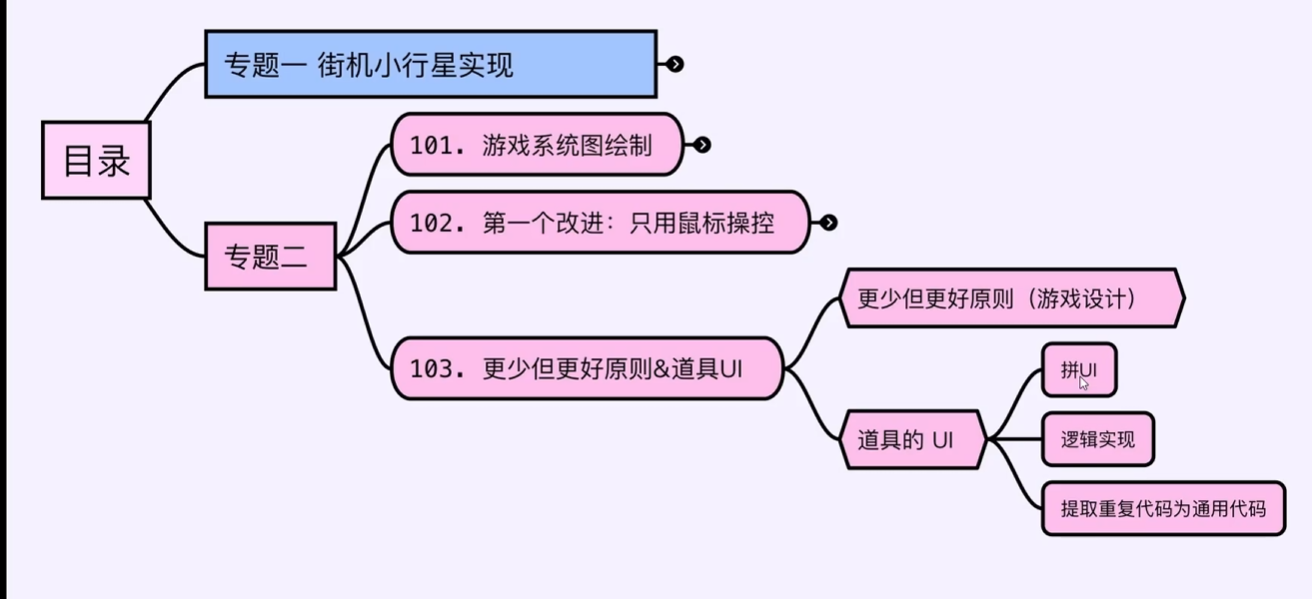 目录
专题一 街机小行星实现
专题二
101. 游戏系统图绘制
102. 第一个改进：只用鼠标操控
103. 更少但更好原则&道具UI
更少但更好原则（游戏设计）
道具的 UI
拼UI
逻辑实现
提取重复代码为通用代码